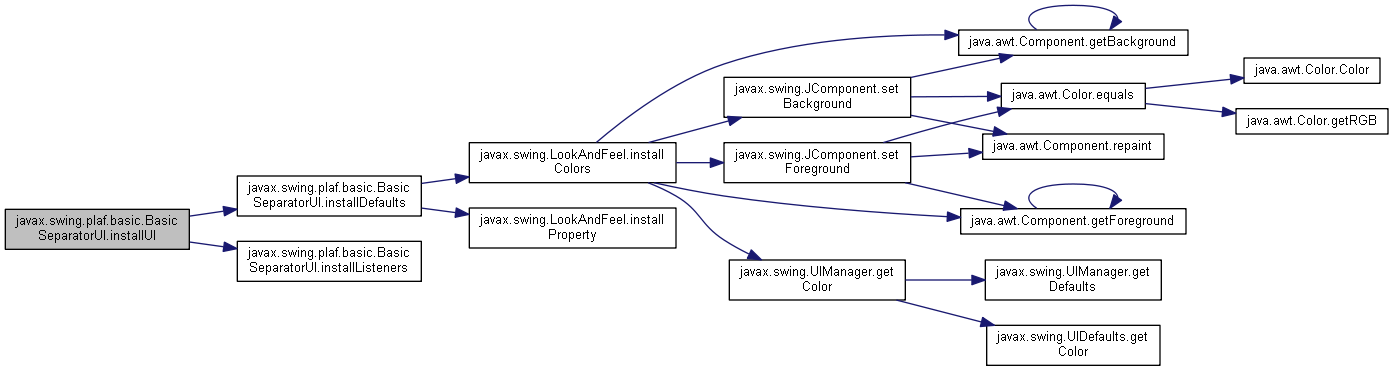 javax.swing.plaf.basic.Basic
SeparatorUI.installUI
javax.swing.plaf.basic.Basic
SeparatorUI.installDefaults
javax.swing.plaf.basic.Basic
SeparatorUI.installListeners
javax.swing.LookAndFeel.install
Colors
javax.swing.LookAndFeel.install
Property
javax.swing.JComponent.set
Background
javax.swing.JComponent.set
Foreground
javax.swing.UIManager.get
Color
java.awt.Component.getBackground
java.awt.Color.equals
java.awt.Component.repaint
java.awt.Component.getForeground
javax.swing.UIManager.get
Defaults
javax.swing.UIDefaults.get
Color
java.awt.Color.Color
java.awt.Color.getRGB